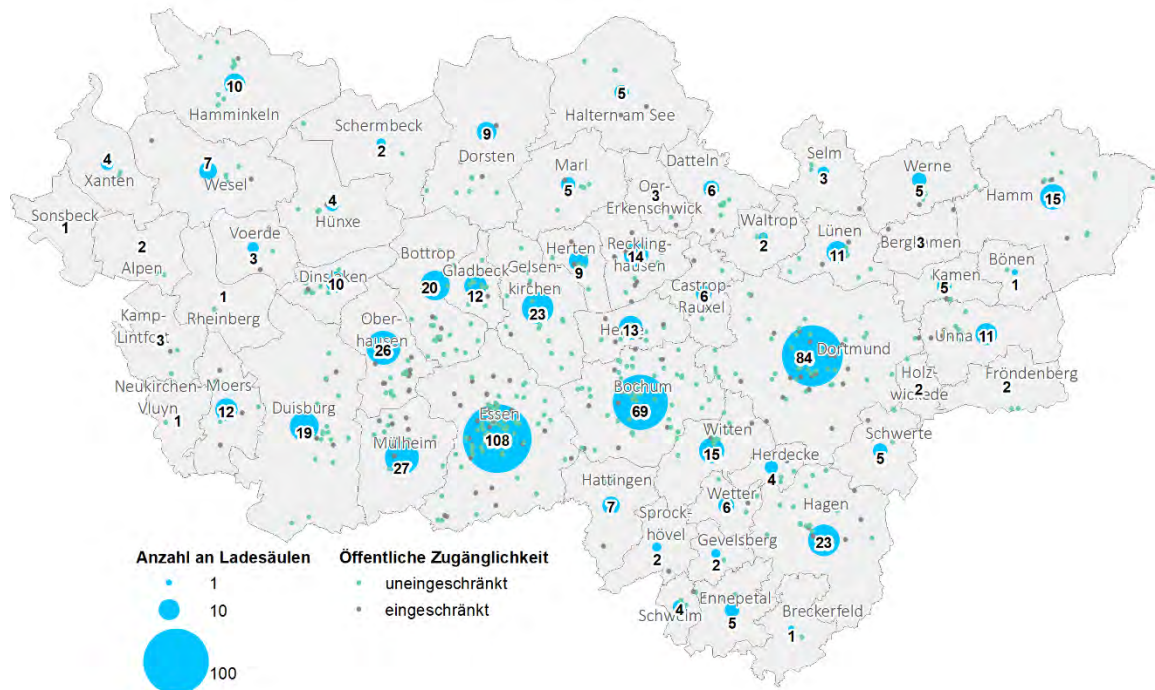 10
Hamminkeln
5
Haltern am See
Schermbeck
2
9
Dorsten
4
Xanten
7
Wesel
Marl
5
Datteln
6
Oer-
3
Erkenschwick
Selm
3
Werne
5
Hamm
15
Sonsbeck
1
4
Hünxe
Voerde
3
2
Alpen
Waltrop
2
Lünen
11
Bergkamen
3
Bönen
1
Kamen
5
Bottrop
20
Gladbeck
12
Gelsen-
kirchen
23
Herten
9
Reckling-
14
hausen
Castrop-
6
Rauxel
Dinslaken
10
1
Rheinberg
Kamp-
Lintfort
3
Ober-
hausen
26
Herne
13
84
Dortmund
Unna
11
Holz-
wickede
2
Fröndenberg
2
Neukirchen-
Vluyn
1
Moers
12
Duisburg
19
Mülheim
27
Essen
108
Bochum
69
Witten
15
Herdecke
4
Schwerte
5
Hattingen
7
Wetter
6
Hagen
23
Sprock-
hövel
2
Gevelsberg
2
4
Schwelm
Ennepetal
5
Breckerfeld
1
Anzahl an Ladesäulen
1
10
100
Öffentliche Zugänglichkeit
uneingeschränkt
eingeschränkt